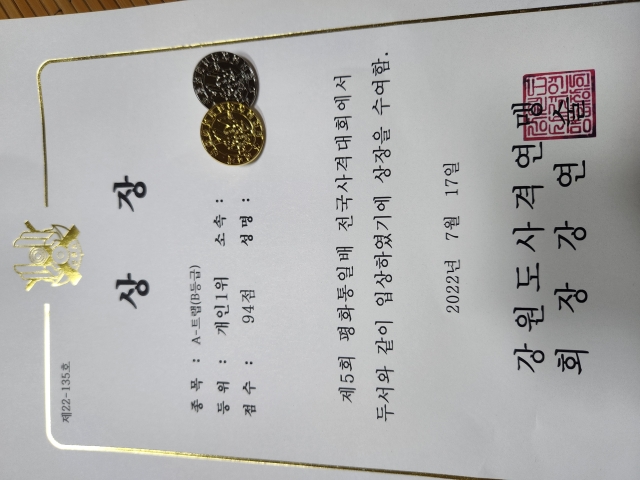 제22-135호
상 장
종 목 : A-트랩(B등급)
등 위 : 개인1위
점 수 : 94점
소 속 :
성 명 :
제5회 평화통일배 전국사격대회에서
두서와 같이 입상하였기에 상장을 수여함.
2022년 7월 17일
강원도사격연맹
회장 강연술